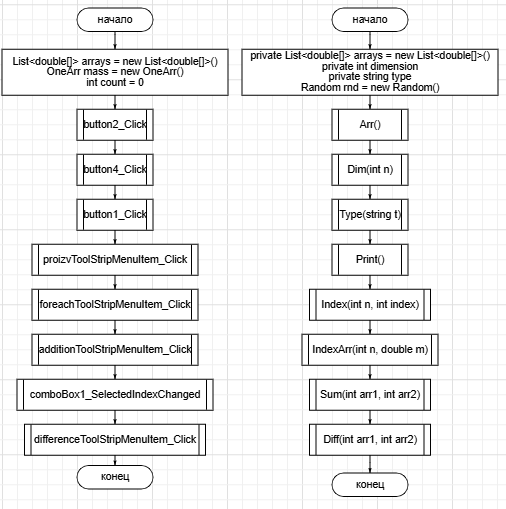 начало
List<double[]> arrays = new List<double[]>()
OneArr mass = new OneArr()
int count = 0
button2_Click
button4_Click
button1_Click
proizvToolStripMenuItem_Click
foreachToolStripMenuItem_Click
additionToolStripMenuItem_Click
comboBox1_SelectedIndexChanged
differenceToolStripMenuItem_Click
конец
начало
private List<double[]> arrays = new List<double[]>()
private int dimension
private string type
Random rnd = new Random()
Arr()
Dim(int n)
Type(string t)
Print()
Index(int n, int index)
IndexArr(int n, double m)
Sum(int arr1, int arr2)
Diff(int arr1, int arr2)
конец